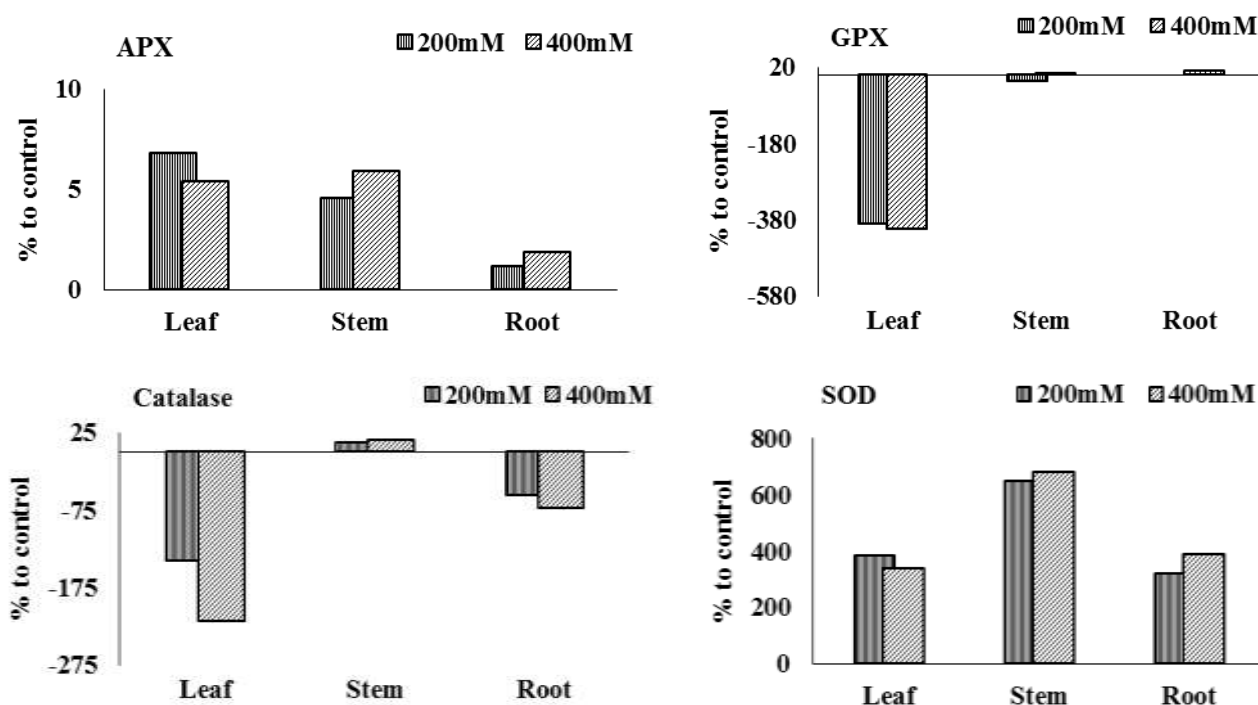 APX
200mM 400mM
10
5
0
% to control
Leaf Stem Root
GPX
200mM 400mM
20
-180
-380
-580
% to control
Leaf Stem Root
Catalase
200mM 400mM
25
-75
-175
-275
% to control
Leaf Stem Root
SOD
200mM 400mM
800
600
400
200
0
% to control
Leaf Stem Root